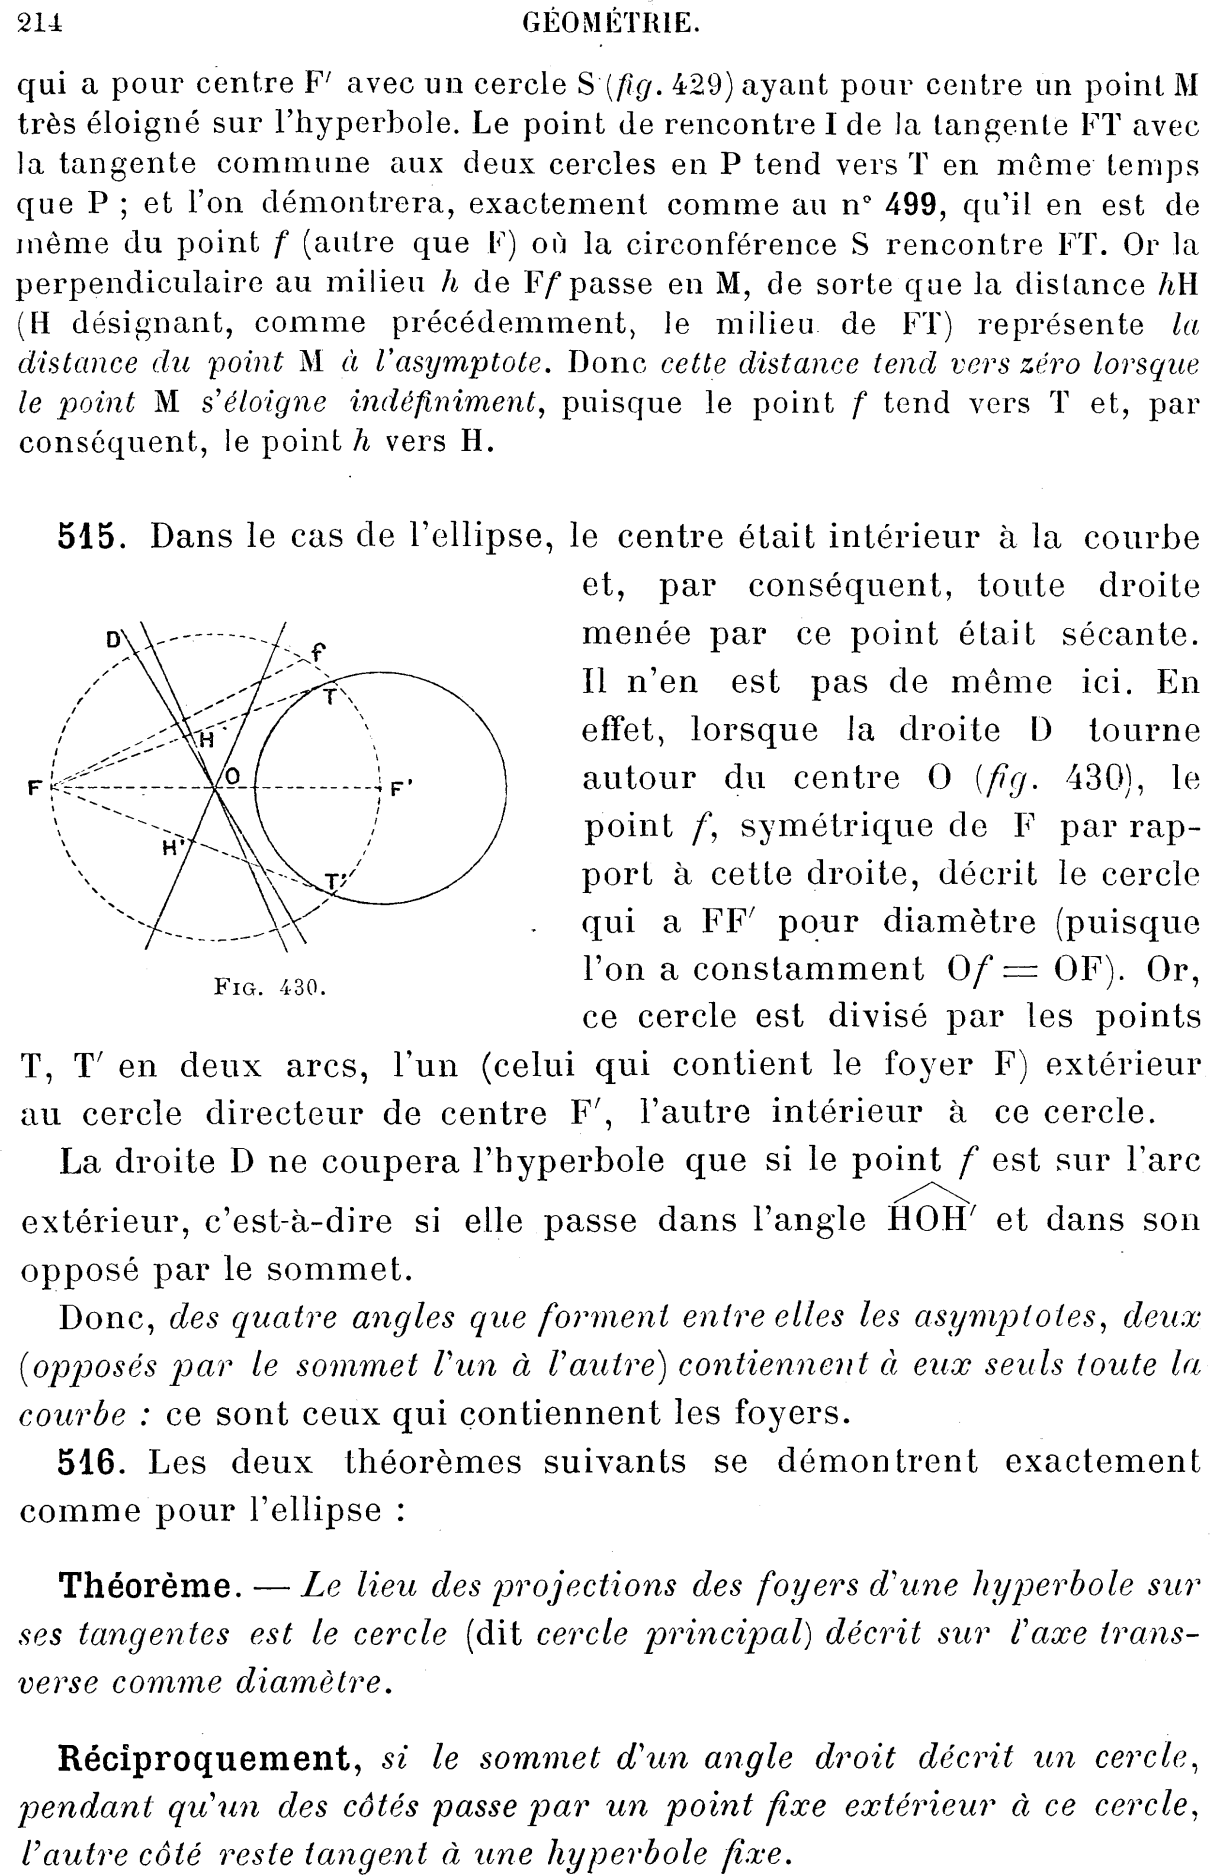 214 GÉOMÉTRIE.
qui a pour centre F′ avec un cercle S (fig. 429) ayant pour centre un point M
très éloigné sur l'hyperbole. Le point de rencontre I de la tangente FT avec
la tangente commune aux deux cercles en P tend vers T en même temps
que P ; et l'on démontrera, exactement comme au n° 499, qu'il en est de
même du point f (autre que F) où la circonférence S rencontre FT. Or la
perpendiculaire au milieu h de Ff passe en M, de sorte que la distance hH
(H désignant, comme précédemment, le milieu de FT) représente la
distance du point M à l'asymptote. Donc cette distance tend vers zéro lorsque
le point M s'éloigne indéfiniment, puisque le point f tend vers T et, par
conséquent, le point h vers H.
515. Dans le cas de l'ellipse, le centre était intérieur à la courbe
et, par conséquent, toute droite
menée par ce point était sécante.
Il n'en est pas de même ici. En
effet, lorsque la droite D tourne
autour du centre O (fig. 430), le
point f, symétrique de F par rap-
port à cette droite, décrit le cercle
qui a FF′ pour diamètre (puisque
l'on a constamment Of = OF). Or,
ce cercle est divisé par les points
D
f
T
H
O
F
F'
H'
T'
FIG. 430.
T, T′ en deux arcs, l'un (celui qui contient le foyer F) extérieur
au cercle directeur de centre F′, l'autre intérieur à ce cercle.
La droite D ne coupera l'hyperbole que si le point f est sur l'arc
extérieur, c'est-à-dire si elle passe dans l'angle HOH′ et dans son
opposé par le sommet.
Donc, des quatre angles que forment entre elles les asymptotes, deux
(opposés par le sommet l'un à l'autre) contiennent à eux seuls toute la
courbe : ce sont ceux qui contiennent les foyers.
516. Les deux théorèmes suivants se démontrent exactement
comme pour l'ellipse :
Théorème. — Le lieu des projections des foyers d'une hyperbole sur
ses tangentes est le cercle (dit cercle principal) décrit sur l'axe trans-
verse comme diamètre.
Réciproquement, si le sommet d'un angle droit décrit un cercle,
pendant qu'un des côtés passe par un point fixe extérieur à ce cercle,
l'autre côté reste tangent à une hyperbole fixe.